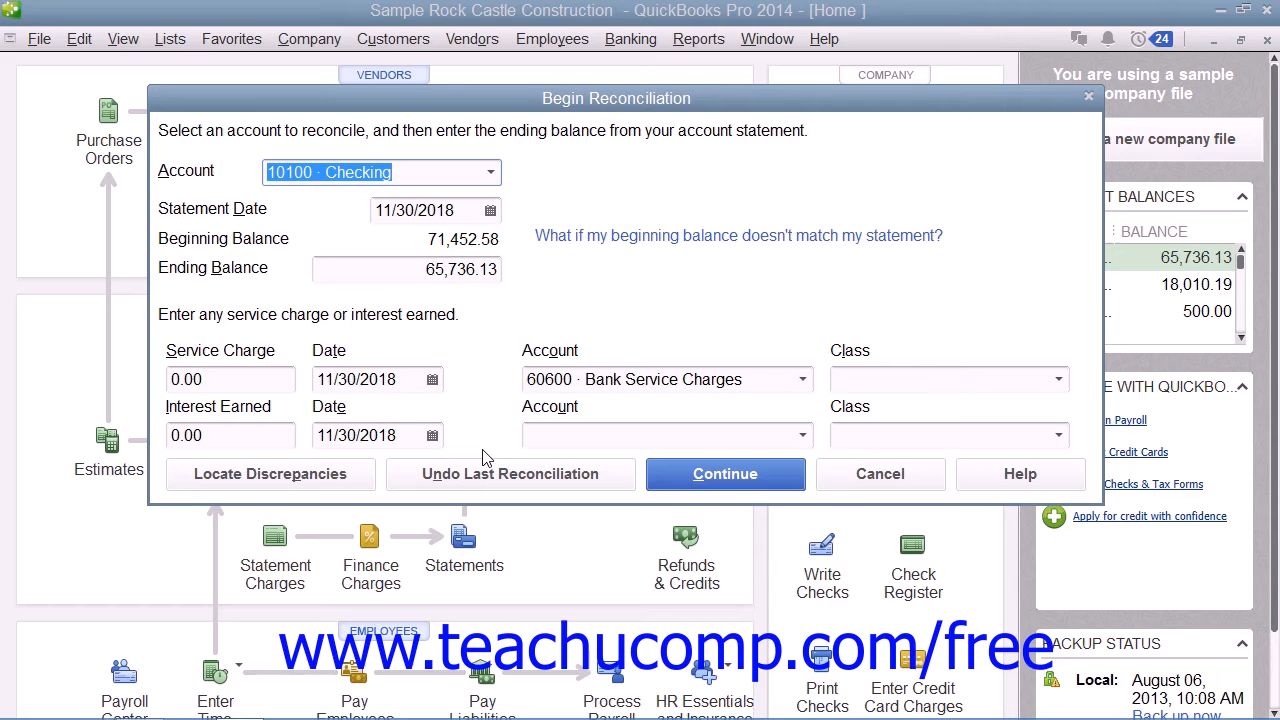 Sample Rock Castle Construction - QuickBooks Pro 2014 - [Home ]
File Edit View Lists Favorites Company Customers Vendors Employees Banking Reports Window Help
24
VENDORS
COMPANY
You are using a sample
ompany file
Purchase
Orders
a new company file
Begin Reconciliation
Select an account to reconcile, and then enter the ending balance from your account statement.
Account 10100 · Checking
Statement Date 11/30/2018
Beginning Balance 71,452.58 What if my beginning balance doesn't match my statement?
Ending Balance 65,736.13
Enter any service charge or interest earned.
Service Charge Date Account Class
0.00 11/30/2018 60600 · Bank Service Charges
Interest Earned Date Account Class
0.00 11/30/2018
Locate Discrepancies Undo Last Reconciliation Continue Cancel Help
T BALANCES
BALANCE
.. 65,736.13
.. 18,010.19
.. 500.00
E WITH QUICKBO...
n Payroll
Credit Cards
Checks & Tax Forms
Apply for credit with confidence
Estimates
Statement
Charges
Finance
Charges
Statements
Refunds
& Credits
Write
Checks
Check
Register
EMPLOYEES
www.teachucomp.com/free
BACKUP STATUS
Local: August 06,
2013, 10:08 AM
Back up now
Payroll
Center
Enter
Time
Pay
Employees
Pay
Liabilities
Process
Payroll
HR Essentials
and Insurance
Print
Checks
Enter Credit
Card Charges